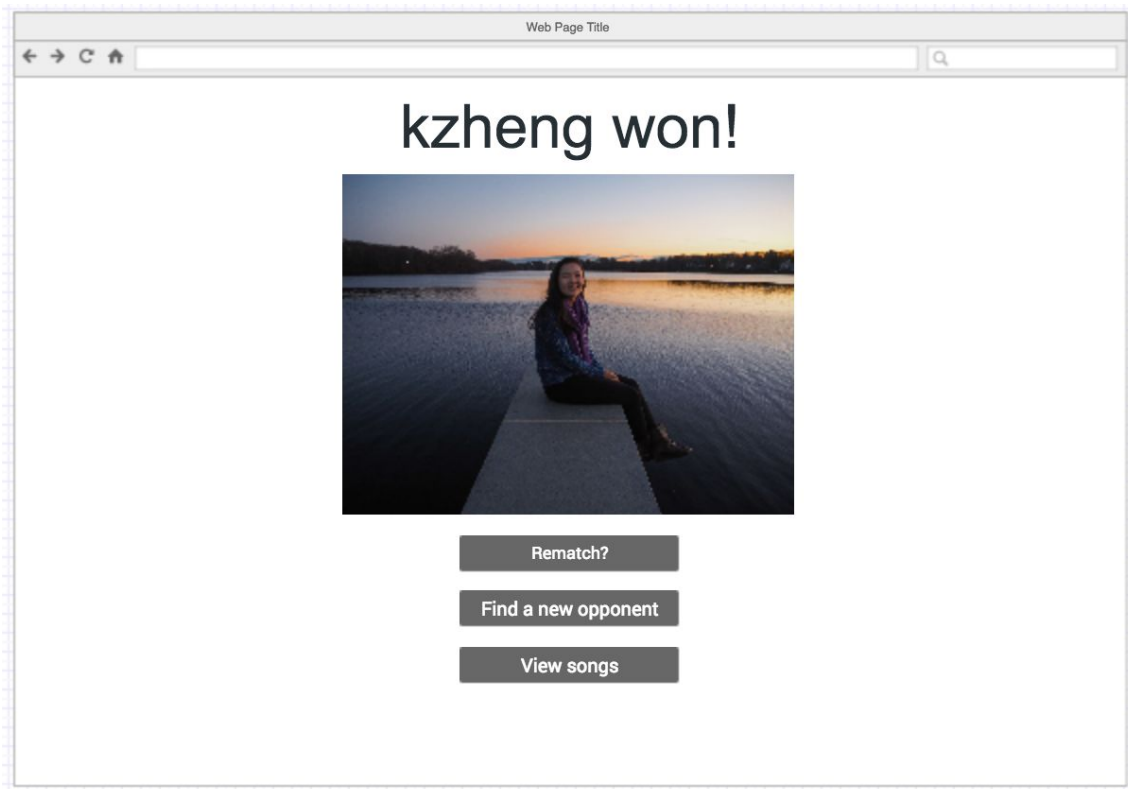 Web Page Title
kzheng won!
Rematch?
Find a new opponent
View songs